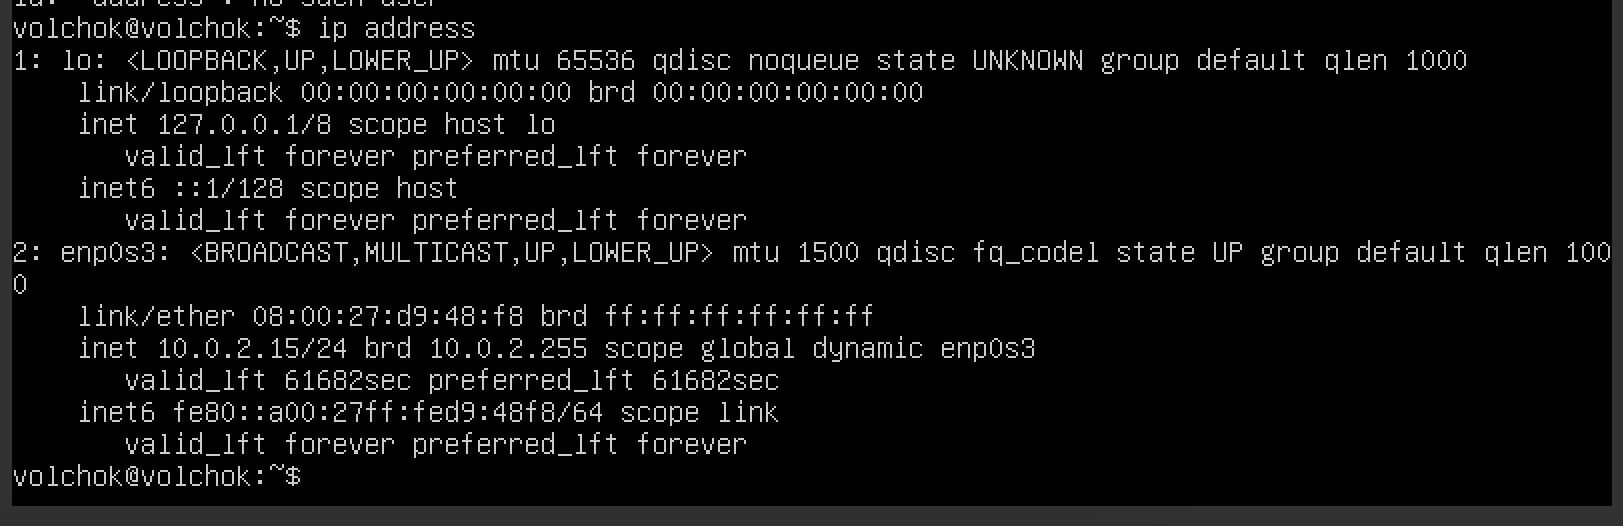 volchok@volchok:~$ ip address
1: lo: <LOOPBACK,UP,LOWER_UP> mtu 65536 qdisc noqueue state UNKNOWN group default qlen 1000
    link/loopback 00:00:00:00:00:00 brd 00:00:00:00:00:00
    inet 127.0.0.1/8 scope host lo
       valid_lft forever preferred_lft forever
    inet6 ::1/128 scope host
       valid_lft forever preferred_lft forever
2: enp0s3: <BROADCAST,MULTICAST,UP,LOWER_UP> mtu 1500 qdisc fq_codel state UP group default qlen 100
0
    link/ether 08:00:27:d9:48:f8 brd ff:ff:ff:ff:ff:ff
    inet 10.0.2.15/24 brd 10.0.2.255 scope global dynamic enp0s3
       valid_lft 61682sec preferred_lft 61682sec
    inet6 fe80::a00:27ff:fed9:48f8/64 scope link
       valid_lft forever preferred_lft forever
volchok@volchok:~$